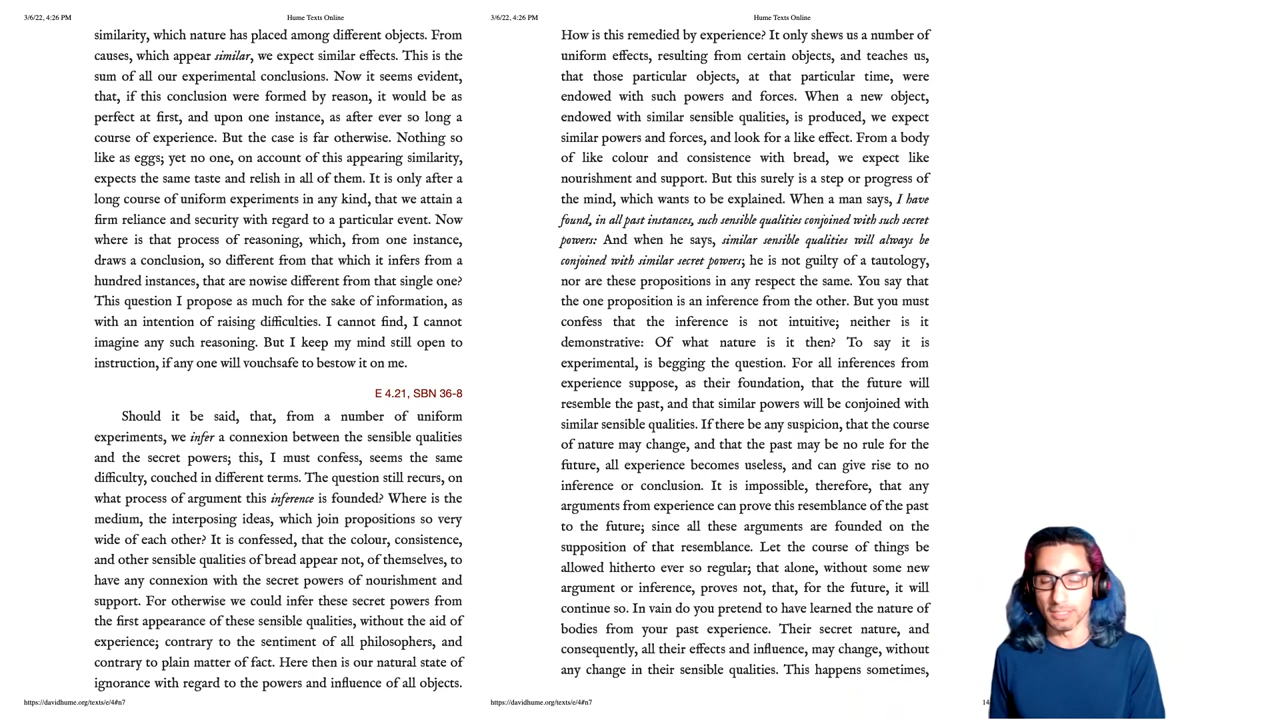 3/6/22, 4:26 PM
Hume Texts Online
similarity, which nature has placed among different objects. From
causes, which appear similar, we expect similar effects. This is the
sum of all our experimental conclusions. Now it seems evident,
that, if this conclusion were formed by reason, it would be as
perfect at first, and upon one instance, as after ever so long a
course of experience. But the case is far otherwise. Nothing so
like as eggs; yet no one, on account of this appearing similarity,
expects the same taste and relish in all of them. It is only after a
long course of uniform experiments in any kind, that we attain a
firm reliance and security with regard to a particular event. Now
where is that process of reasoning, which, from one instance,
draws a conclusion, so different from that which it infers from a
hundred instances, that are nowise different from that single one?
This question I propose as much for the sake of information, as
with an intention of raising difficulties. I cannot find, I cannot
imagine any such reasoning. But I keep my mind still open to
instruction, if any one will vouchsafe to bestow it on me.
E 4.21, SBN 36-8
Should it be said, that, from a number of uniform
experiments, we infer a connexion between the sensible qualities
and the secret powers; this, I must confess, seems the same
difficulty, couched in different terms. The question still recurs, on
what process of argument this inference is founded? Where is the
medium, the interposing ideas, which join propositions so very
wide of each other? It is confessed, that the colour, consistence,
and other sensible qualities of bread appear not, of themselves, to
have any connexion with the secret powers of nourishment and
support. For otherwise we could infer these secret powers from
the first appearance of these sensible qualities, without the aid of
experience; contrary to the sentiment of all philosophers, and
contrary to plain matter of fact. Here then is our natural state of
ignorance with regard to the powers and influence of all objects.
https://davidhume.org/texts/e/4#n7
3/6/22, 4:26 PM
Hume Texts Online
How is this remedied by experience? It only shews us a number of
uniform effects, resulting from certain objects, and teaches us,
that those particular objects, at that particular time, were
endowed with such powers and forces. When a new object,
endowed with similar sensible qualities, is produced, we expect
similar powers and forces, and look for a like effect. From a body
of like colour and consistence with bread, we expect like
nourishment and support. But this surely is a step or progress of
the mind, which wants to be explained. When a man says, I have
found, in all past instances, such sensible qualities conjoined with such secret
powers: And when he says, similar sensible qualities will always be
conjoined with similar secret powers; he is not guilty of a tautology,
nor are these propositions in any respect the same. You say that
the one proposition is an inference from the other. But you must
confess that the inference is not intuitive; neither is it
demonstrative: Of what nature is it then? To say it is
experimental, is begging the question. For all inferences from
experience suppose, as their foundation, that the future will
resemble the past, and that similar powers will be conjoined with
similar sensible qualities. If there be any suspicion, that the course
of nature may change, and that the past may be no rule for the
future, all experience becomes useless, and can give rise to no
inference or conclusion. It is impossible, therefore, that any
arguments from experience can prove this resemblance of the past
to the future; since all these arguments are founded on the
supposition of that resemblance. Let the course of things be
allowed hitherto ever so regular; that alone, without some new
argument or inference, proves not, that, for the future, it will
continue so. In vain do you pretend to have learned the nature of
bodies from your past experience. Their secret nature, and
consequently, all their effects and influence, may change, without
any change in their sensible qualities. This happens sometimes,
https://davidhume.org/texts/e/4#n7